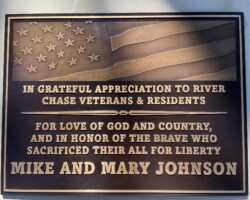 IN GRATEFUL APPRECIATION TO RIVER
CHASE VETERANS & RESIDENTS
FOR LOVE OF GOD AND COUNTRY,
AND IN HONOR OF THE BRAVE WHO
SACRIFICED THEIR ALL FOR LIBERTY
MIKE AND MARY JOHNSON